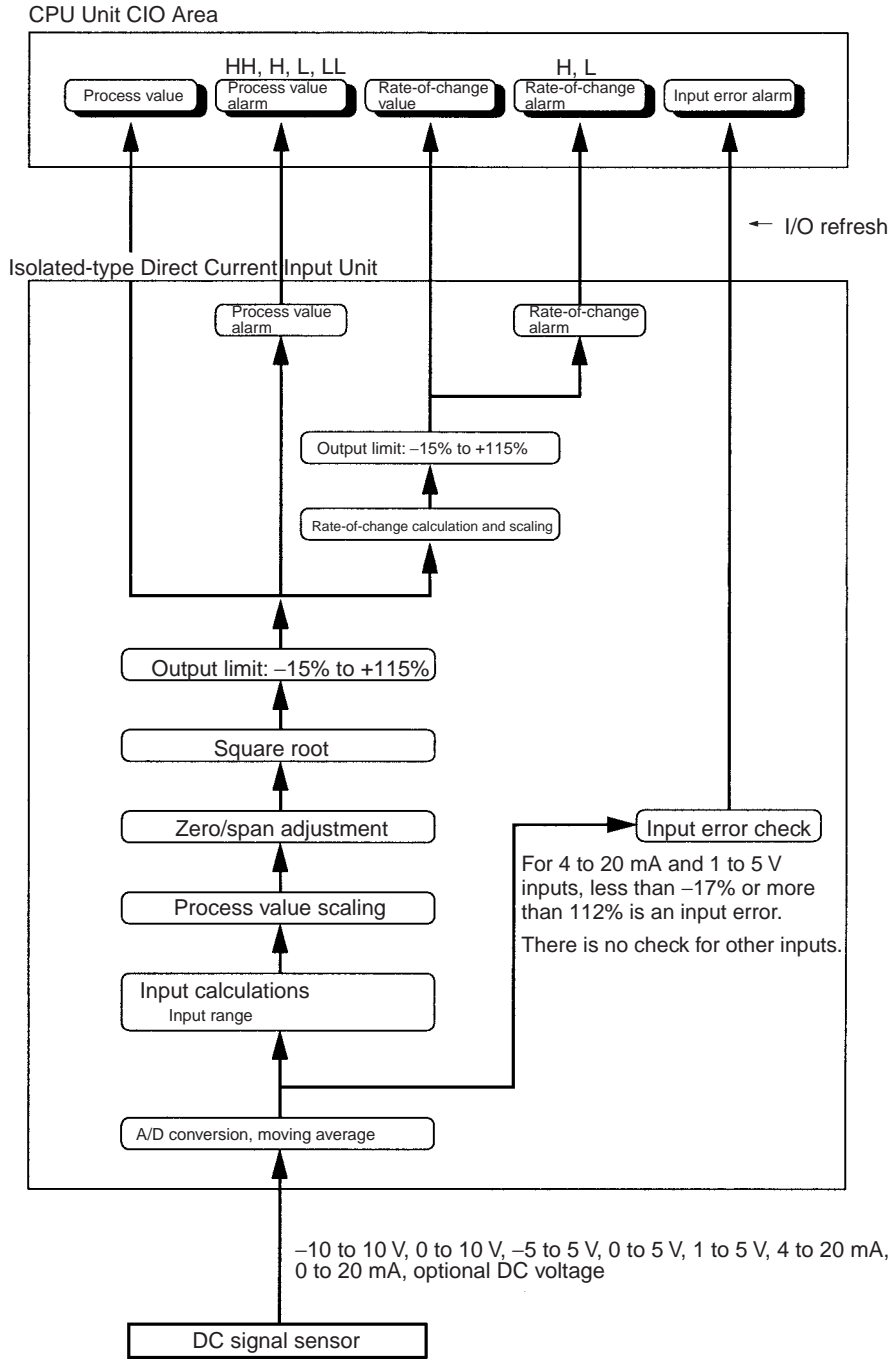 CPU Unit CIO Area
HH, H, L, LL
H, L
Process value
Process value
alarm
Rate-of-change
value
Rate-of-change
alarm
Input error alarm
← I/O refresh
Isolated-type Direct Current Input Unit
Process value
alarm
Rate-of-change
alarm
Output limit: –15% to +115%
Rate-of-change calculation and scaling
Output limit: –15% to +115%
Square root
Zero/span adjustment
Input error check
For 4 to 20 mA and 1 to 5 V
inputs, less than –17% or more
than 112% is an input error.
There is no check for other inputs.
Process value scaling
Input calculations
Input range
A/D conversion, moving average
–10 to 10 V, 0 to 10 V, –5 to 5 V, 0 to 5 V, 1 to 5 V, 4 to 20 mA,
0 to 20 mA, optional DC voltage
DC signal sensor